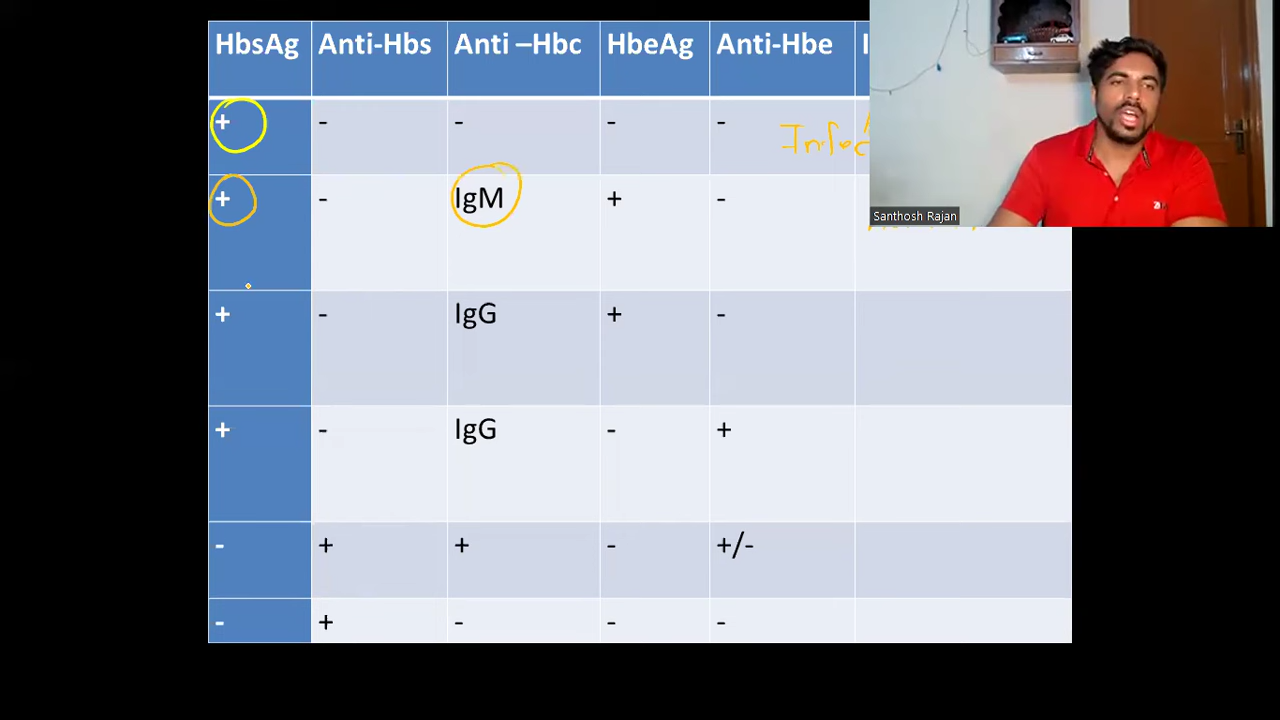 HbsAg Anti-Hbs Anti –Hbc HbeAg Anti-Hbe
+ - - - -
+ - IgM + -
Santhosh Rajan
+ - IgG + -
+ - IgG - +
- + + - +/-
- + - - -